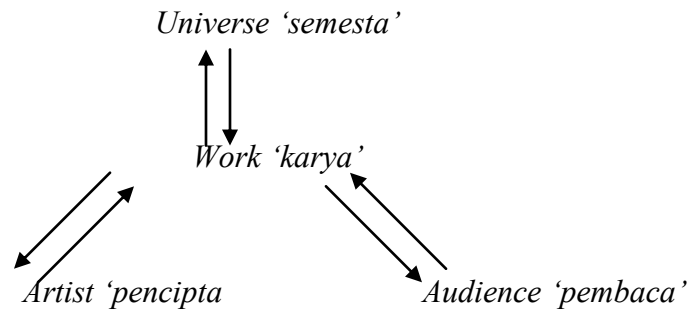 Universe ‘semesta’
Work ‘karya’
Artist ‘pencipta
Audience ‘pembaca’